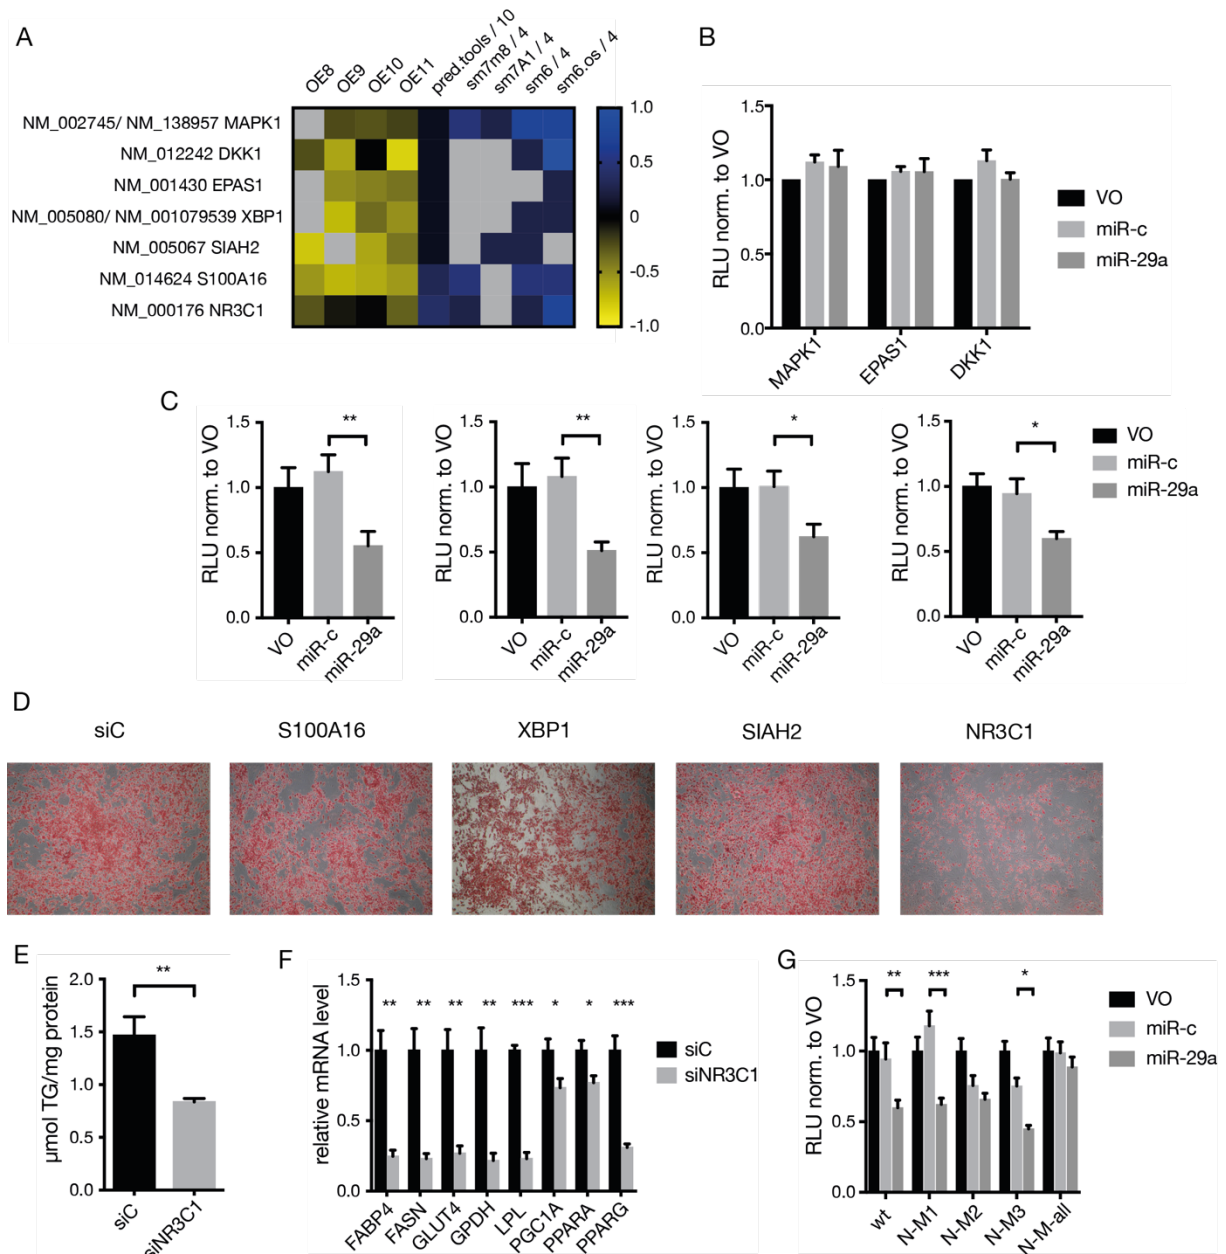 A
OE8
OE9
OE10
OE11
pred.tools / 10
sm7m8 / 4
sm7A1 / 4
sm6 / 4
sm6.os / 4
NM_002745/ NM_138957 MAPK1
NM_012242 DKK1
NM_001430 EPAS1
NM_005080/ NM_001079539 XBP1
NM_005067 SIAH2
NM_014624 S100A16
NM_000176 NR3C1
1.0
0.5
0
-0.5
-1.0
B
RLU norm. to VO
1.5
1.0
0.5
0.0
MAPK1
EPAS1
DKK1
VO
miR-c
miR-29a
C
RLU norm. to VO
1.5
1.0
0.5
0.0
**
VO
miR-c
miR-29a
RLU norm. to VO
1.5
1.0
0.5
0.0
**
VO
miR-c
miR-29a
RLU norm. to VO
1.5
1.0
0.5
0.0
*
VO
miR-c
miR-29a
RLU norm. to VO
1.5
1.0
0.5
0.0
*
VO
miR-c
miR-29a
VO
miR-c
miR-29a
D
siC
S100A16
XBP1
SIAH2
NR3C1
E
µmol TG/mg protein
2.0
1.5
1.0
0.5
0.0
**
siC
siNR3C1
F
relative mRNA level
1.5
1.0
0.5
0.0
** ** ** ** *** * * ***
FABP4
FASN
GLUT4
GPDH
LPL
PGC1A
PPARA
PPARG
siC
siNR3C1
G
RLU norm. to VO
1.5
1.0
0.5
0.0
** *** *
wt
N-M1
N-M2
N-M3
N-M-all
VO
miR-c
miR-29a